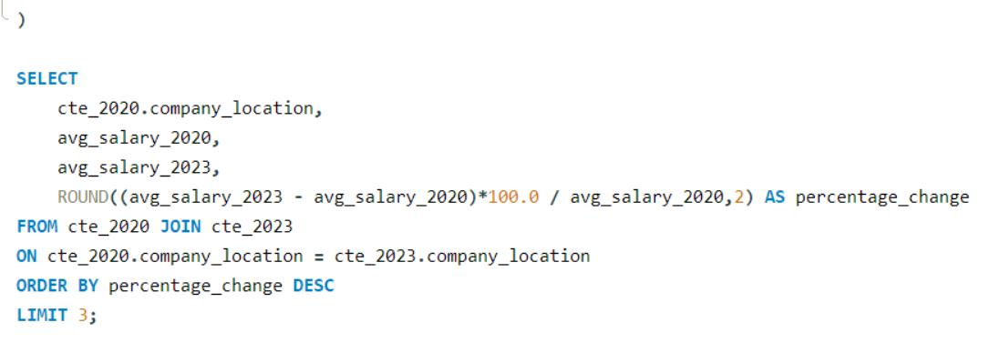 )
SELECT
cte_2020.company_location,
avg_salary_2020,
avg_salary_2023,
ROUND((avg_salary_2023 - avg_salary_2020)*100.0 / avg_salary_2020,2) AS percentage_change
FROM cte_2020 JOIN cte_2023
ON cte_2020.company_location = cte_2023.company_location
ORDER BY percentage_change DESC
LIMIT 3;